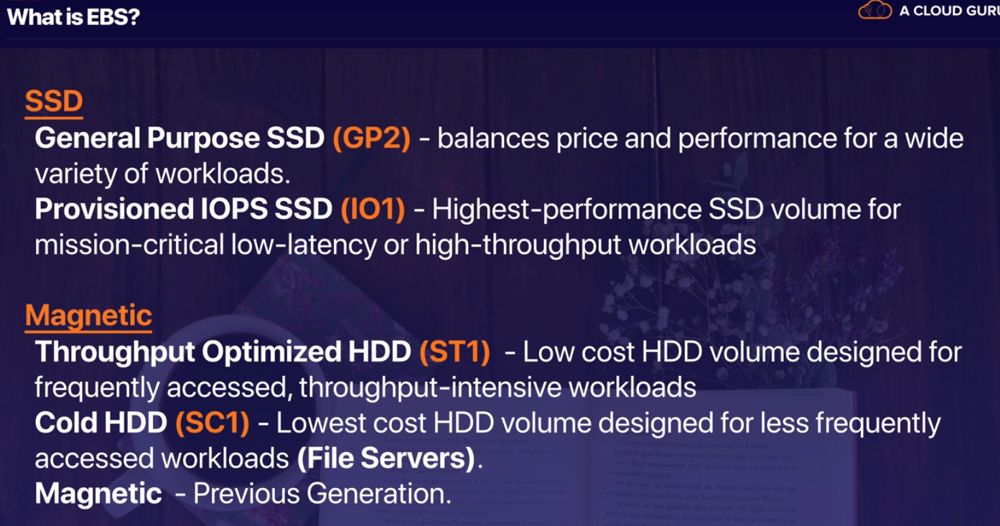 What is EBS?
A CLOUD GURU
SSD
General Purpose SSD (GP2) - balances price and performance for a wide
variety of workloads.
Provisioned IOPS SSD (IO1) - Highest-performance SSD volume for
mission-critical low-latency or high-throughput workloads
Magnetic
Throughput Optimized HDD (ST1) - Low cost HDD volume designed for
frequently accessed, throughput-intensive workloads
Cold HDD (SC1) - Lowest cost HDD volume designed for less frequently
accessed workloads (File Servers).
Magnetic - Previous Generation.